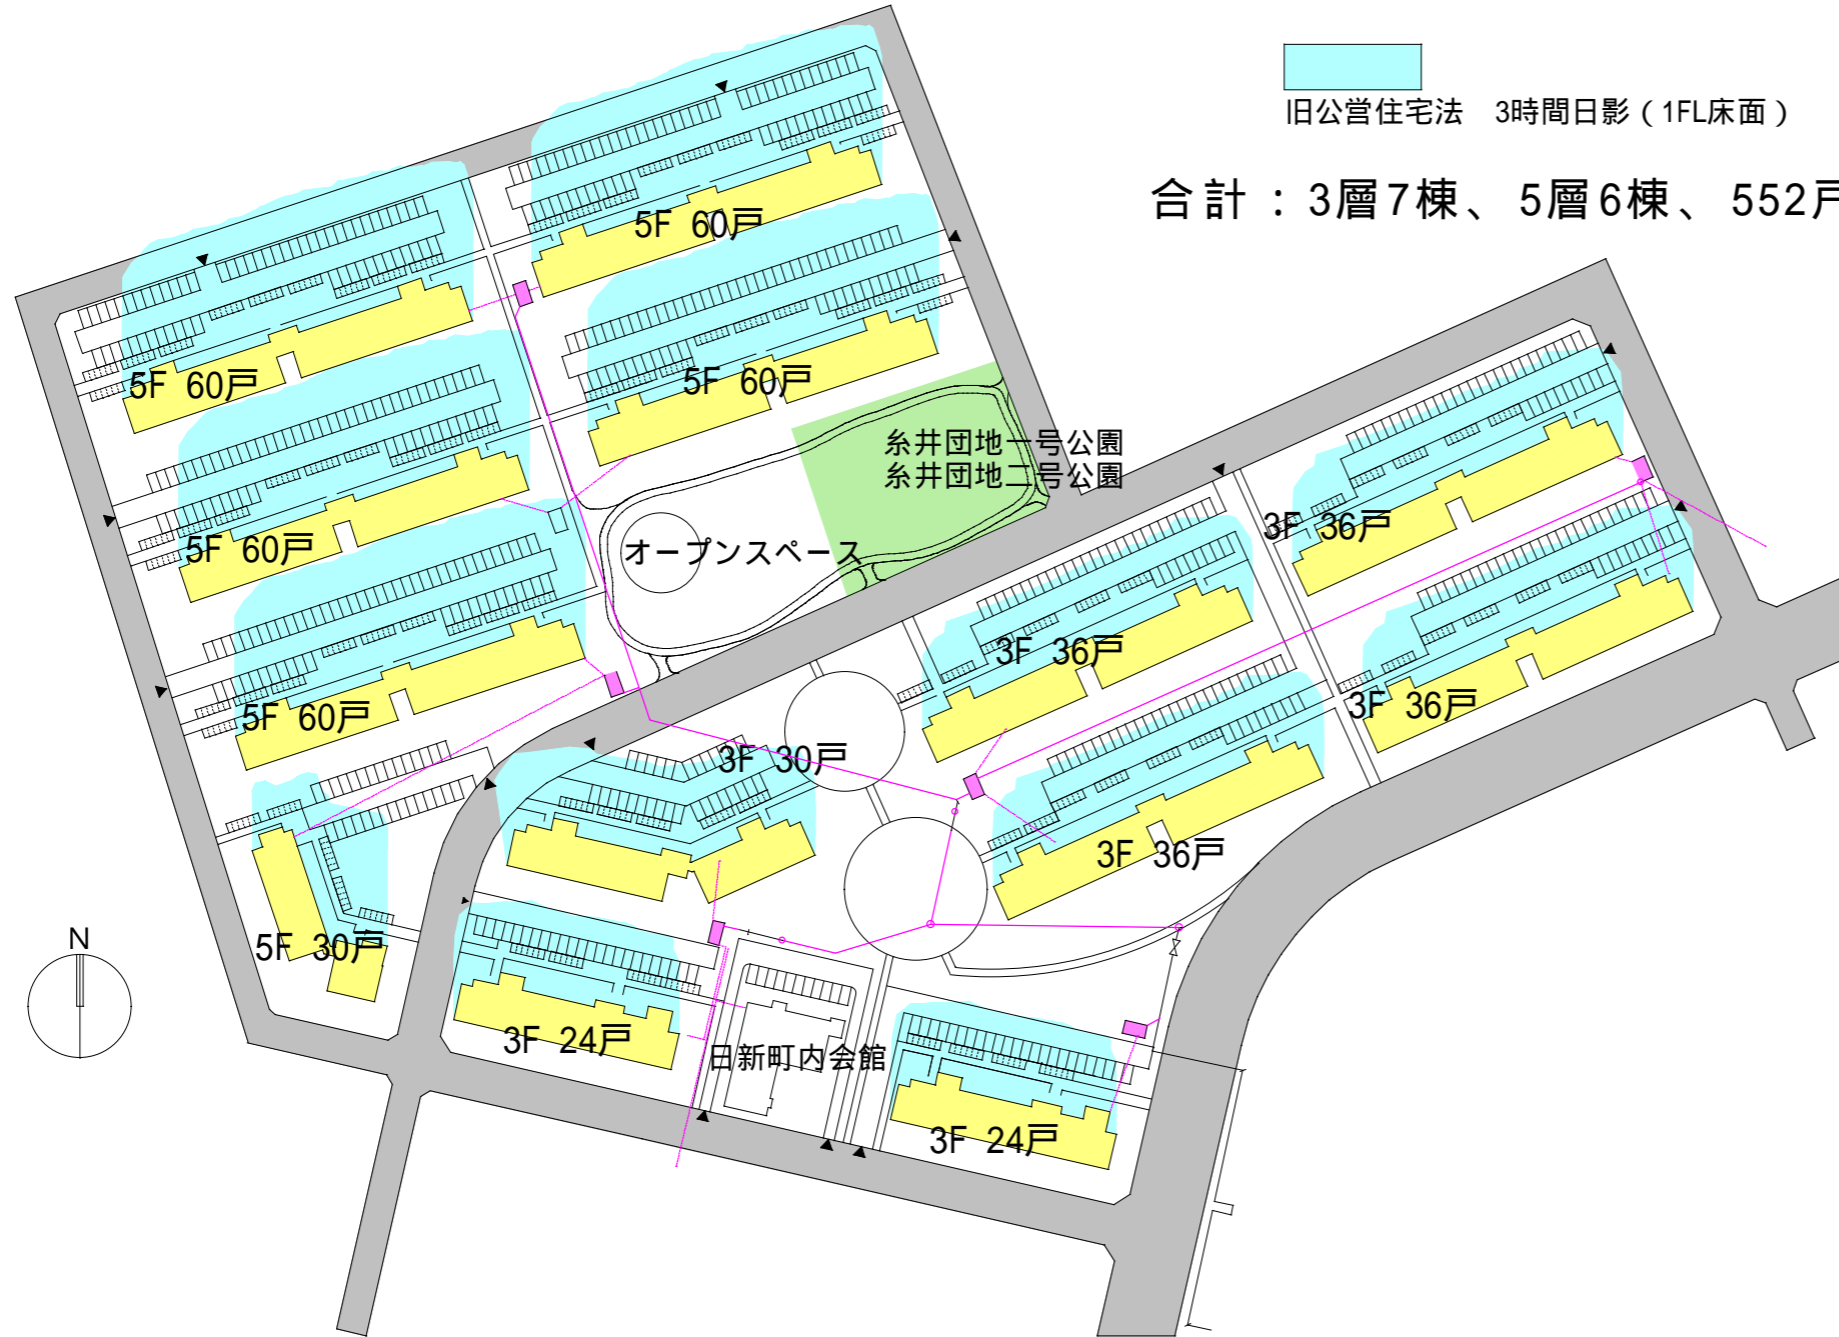 旧公営住宅法　3時間日影（1FL床面）
合計：3層7棟、5層6棟、552戸
5F 60戸
5F 60戸
5F 60戸
糸井団地一号公園
糸井団地二号公園
3F 36戸
5F 60戸
オープンスペース
3F 36戸
3F 36戸
5F 60戸
3F 30戸
3F 36戸
5F 30戸
N
3F 24戸
日新町内会館
3F 24戸